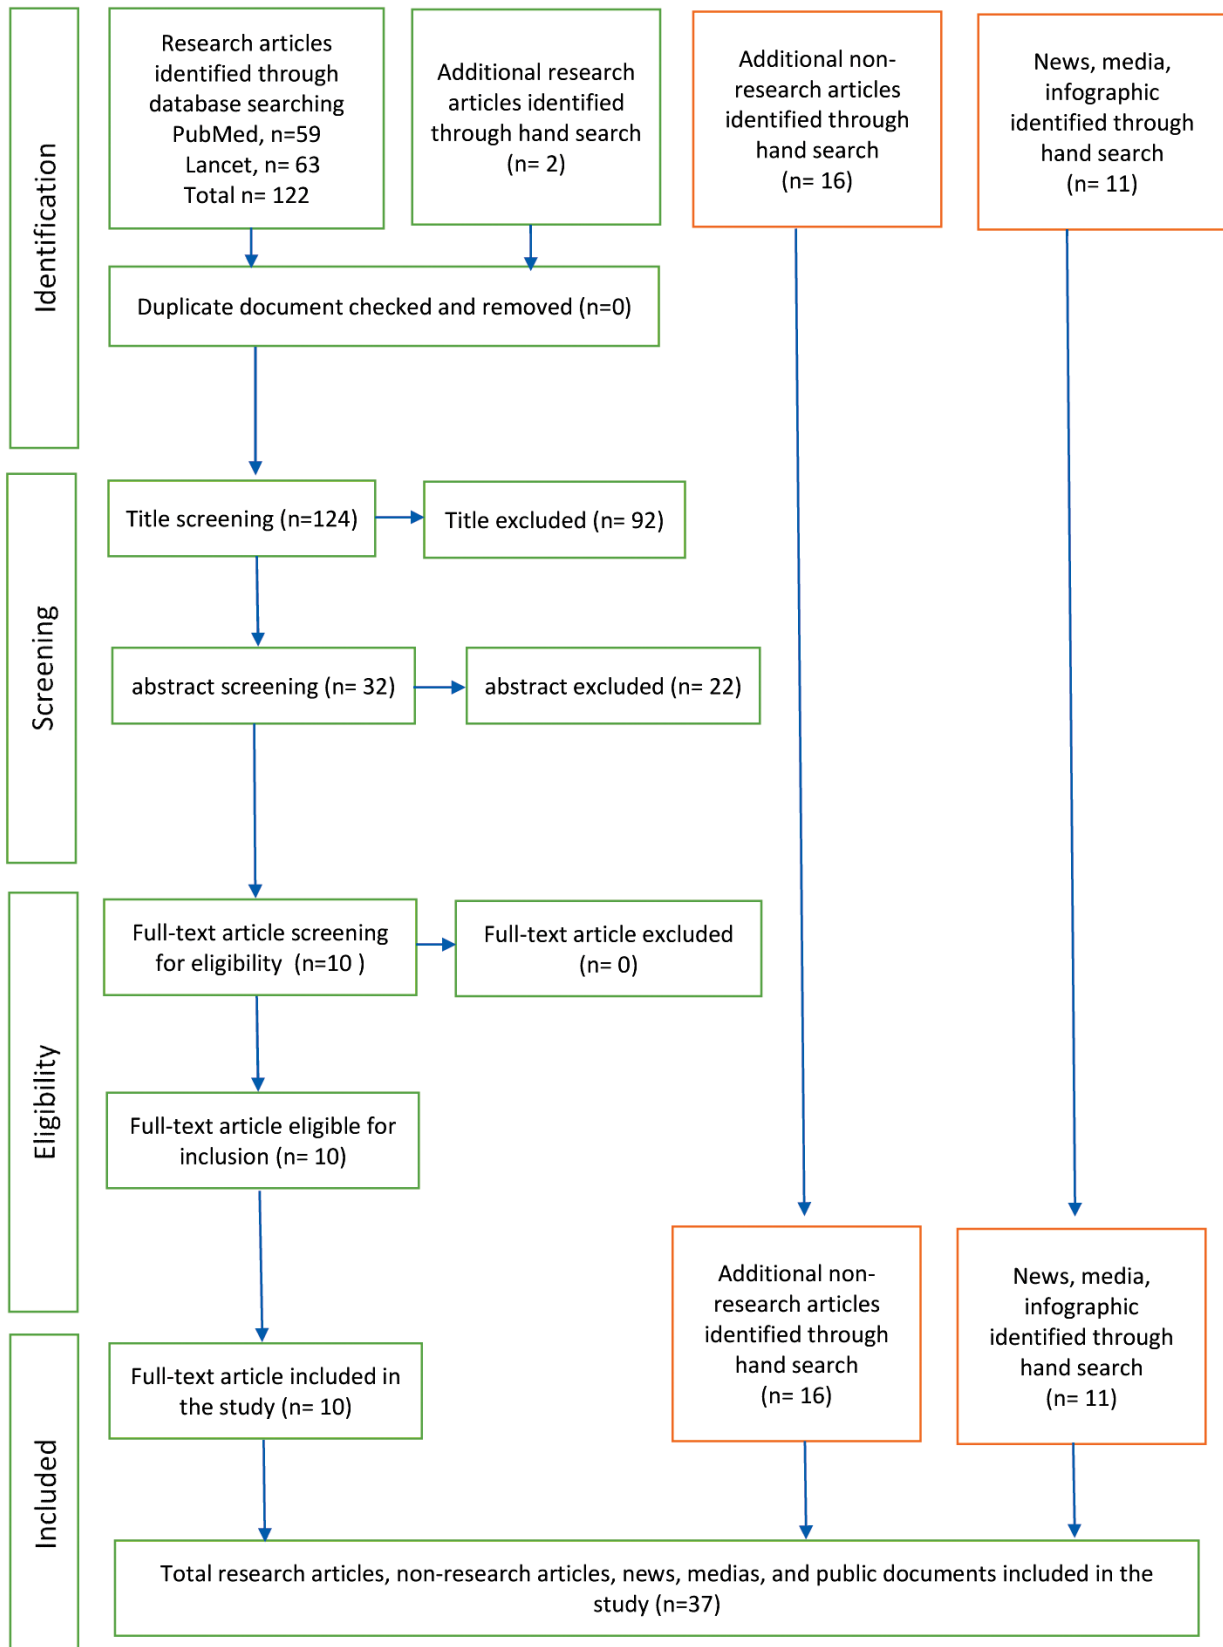 Identification
Research articles
identified through
database searching
PubMed, n=59
Lancet, n= 63
Total n= 122
Additional research
articles identified
through hand search
(n= 2)
Additional non-
research articles
identified through
hand search
(n= 16)
News, media,
infographic
identified through
hand search
(n= 11)
Duplicate document checked and removed (n=0)
Screening
Title screening (n=124)
Title excluded (n= 92)
abstract screening (n= 32)
abstract excluded (n= 22)
Eligibility
Full-text article screening
for eligibility  (n=10 )
Full-text article excluded
(n= 0)
Full-text article eligible for
inclusion (n= 10)
Additional non-
research articles
identified through
hand search
(n= 16)
News, media,
infographic
identified through
hand search
(n= 11)
Included
Full-text article included in
the study (n= 10)
Total research articles, non-research articles, news, medias, and public documents included in the
study (n=37)